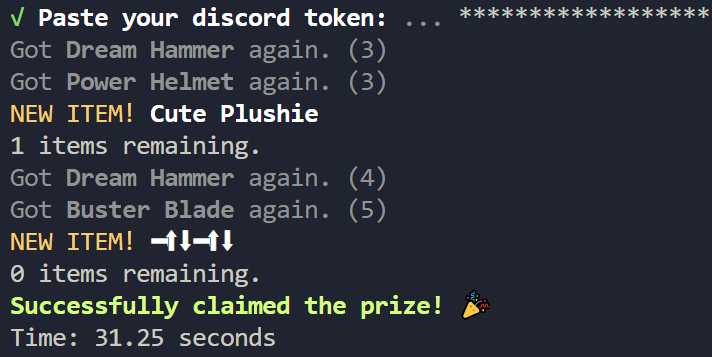 √ Paste your discord token: ... ******************
Got Dream Hammer again. (3)
Got Power Helmet again. (3)
NEW ITEM! Cute Plushie
1 items remaining.
Got Dream Hammer again. (4)
Got Buster Blade again. (5)
NEW ITEM! ━⬆⬇━⬆⬇
0 items remaining.
Successfully claimed the prize! 🎉
Time: 31.25 seconds